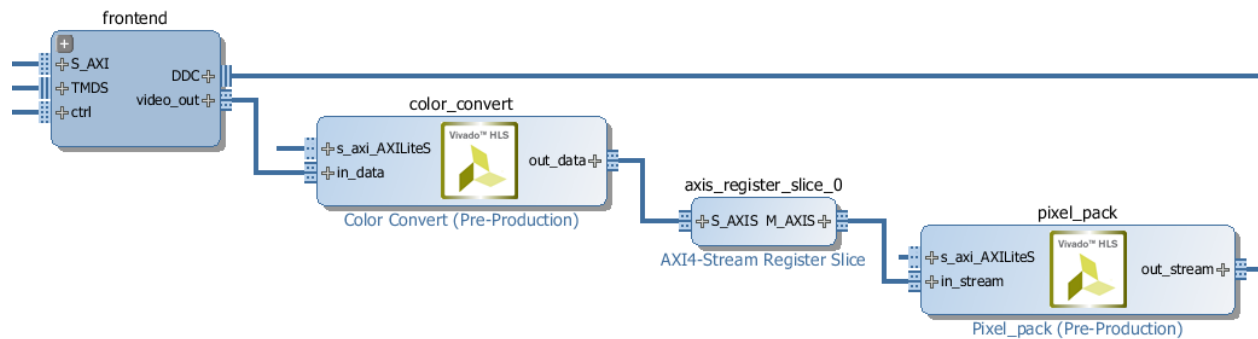 frontend
S_AXI
TMDS
ctrl
DDC
video_out
color_convert
s_axi_AXILiteS
in_data
Vivado™ HLS
out_data
Color Convert (Pre-Production)
axis_register_slice_0
S_AXIS M_AXIS
AXI4-Stream Register Slice
pixel_pack
s_axi_AXILiteS
in_stream
Vivado™ HLS
out_stream
Pixel_pack (Pre-Production)